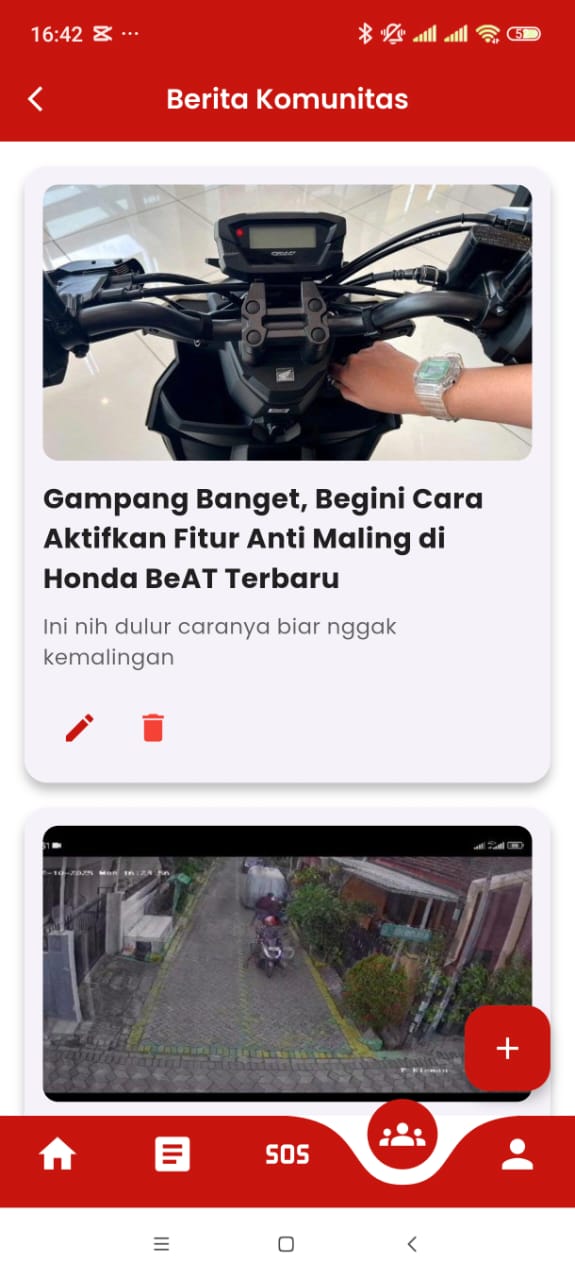 16:42
Berita Komunitas
Gampang Banget, Begini Cara
Aktifkan Fitur Anti Maling di
Honda BeAT Terbaru
Ini nih dulur caranya biar nggak
kemalingan
SOS